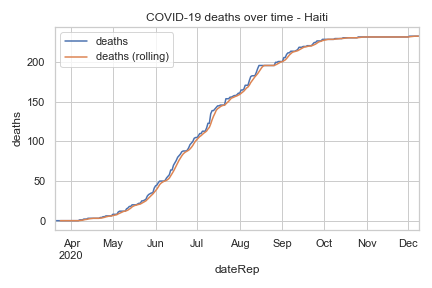 COVID-19 deaths over time - Haiti
deaths
deaths (rolling)
deaths
200
150
100
50
0
Apr May Jun Jul Aug Sep Oct Nov Dec
2020
dateRep